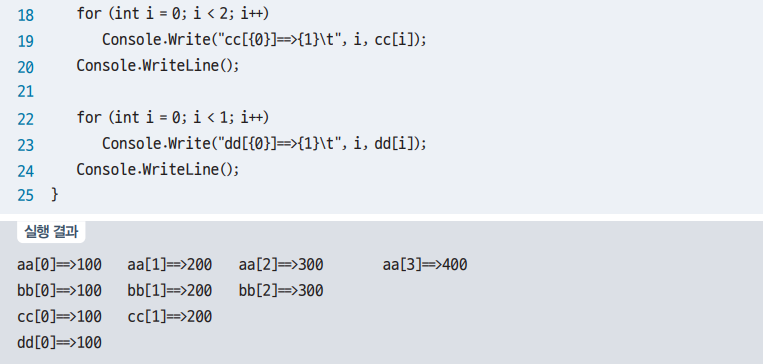 18 for (int i = 0; i < 2; i++)
19 Console.Write("cc[{0}]==>{1}\t", i, cc[i]);
20 Console.WriteLine();
21
22 for (int i = 0; i < 1; i++)
23 Console.Write("dd[{0}]==>{1}\t", i, dd[i]);
24 Console.WriteLine();
25 }
실행 결과
aa[0]==>100 aa[1]==>200 aa[2]==>300 aa[3]==>400
bb[0]==>100 bb[1]==>200 bb[2]==>300
cc[0]==>100 cc[1]==>200
dd[0]==>100